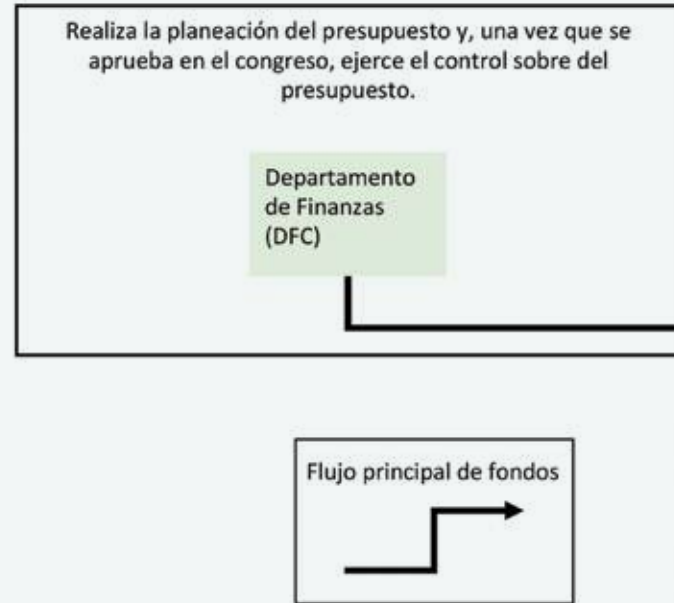 Realiza la planeación del presupuesto y, una vez que se
aprueba en el congreso, ejerce el control sobre del
presupuesto.
Departamento
de Finanzas
(DFC)
Flujo principal de fondos